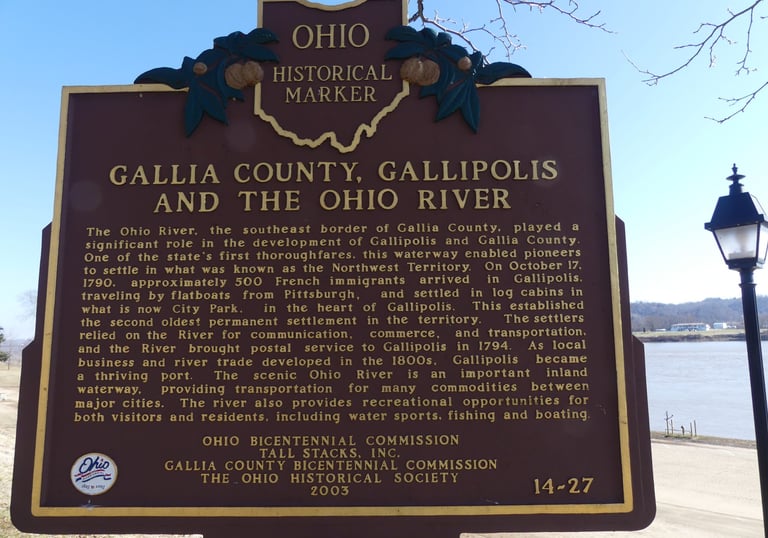 OHIO
HISTORICAL
MARKER
GALLIA COUNTY, GALLIPOLIS
AND THE OHIO RIVER
The Ohio River, the southeast border of Gallia County, played a
significant role in the development of Gallipolis and Gallia County.
One of the state's first thoroughfares, this waterway enabled pioneers
to settle in what was known as the Northwest Territory. On October 17,
1790, approximately 500 French immigrants arrived in Gallipolis,
traveling by flatboats from Pittsburgh, and settled in log cabins in
what is now City Park, in the heart of Gallipolis. This established
the second oldest permanent settlement in the territory. The settlers
relied on the River for communication, commerce, and transportation,
and the River brought postal service to Gallipolis in 1794. As local
business and river trade developed in the 1800s, Gallipolis became
a thriving port. The scenic Ohio River is an important inland
waterway, providing transportation for many commodities between
major cities. The river also provides recreational opportunities for
both visitors and residents, including water sports, fishing and boating.
OHIO BICENTENNIAL COMMISSION
TALL STACKS, INC.
GALLIA COUNTY BICENTENNIAL COMMISSION
THE OHIO HISTORICAL SOCIETY
2003
14-27
Ohio